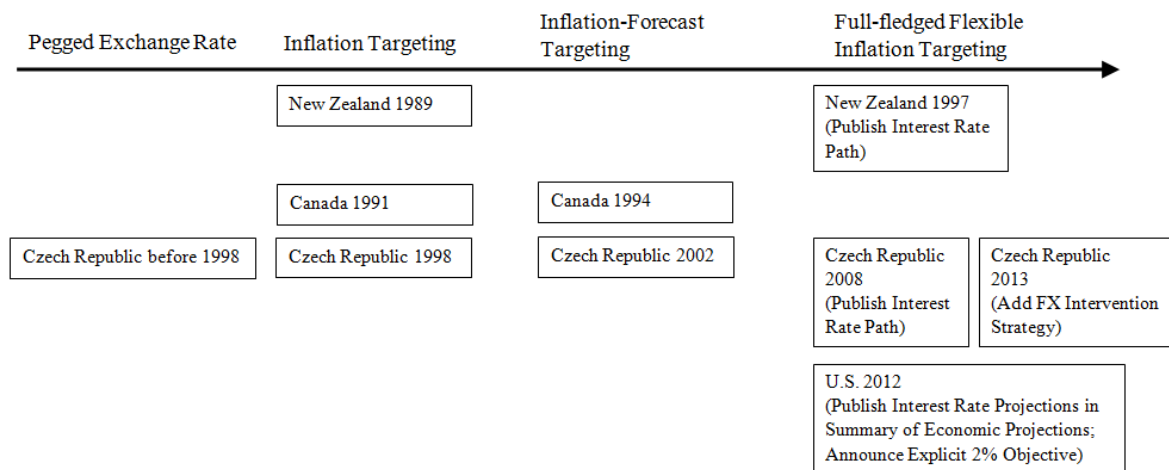 Pegged Exchange Rate
Inflation Targeting
Inflation-Forecast
Targeting
Full-fledged Flexible
Inflation Targeting
New Zealand 1989
New Zealand 1997
(Publish Interest Rate
Path)
Canada 1991
Canada 1994
Czech Republic before 1998
Czech Republic 1998
Czech Republic 2002
Czech Republic
2008
(Publish Interest
Rate Path)
Czech Republic
2013
(Add FX Intervention
Strategy)
U.S. 2012
(Publish Interest Rate Projections in
Summary of Economic Projections;
Announce Explicit 2% Objective)